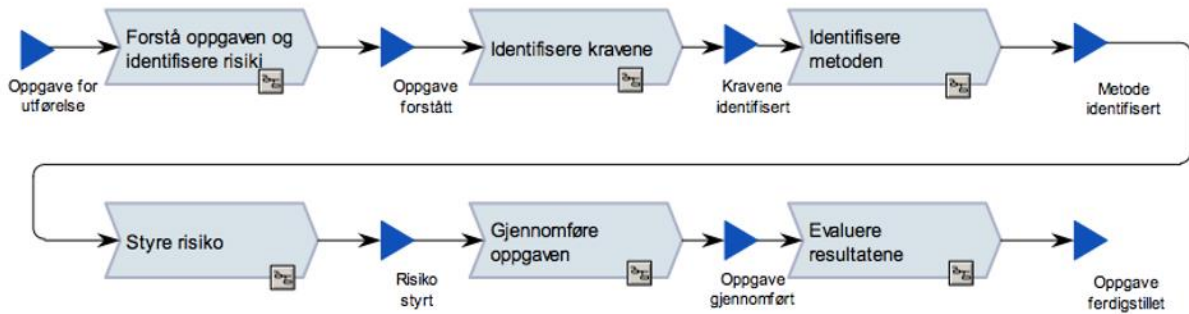 Forstå oppgaven og
identifisere risiki
Identifisere kravene
Identifisere
metoden
Oppgave for
utførelse
Oppgave
forstått
Kravene
identifisert
Metode
identifisert
Styre risiko
Gjennomføre
oppgaven
Evaluere
resultatene
Risiko
styrt
Oppgave
gjennomført
Oppgave
ferdigstillet